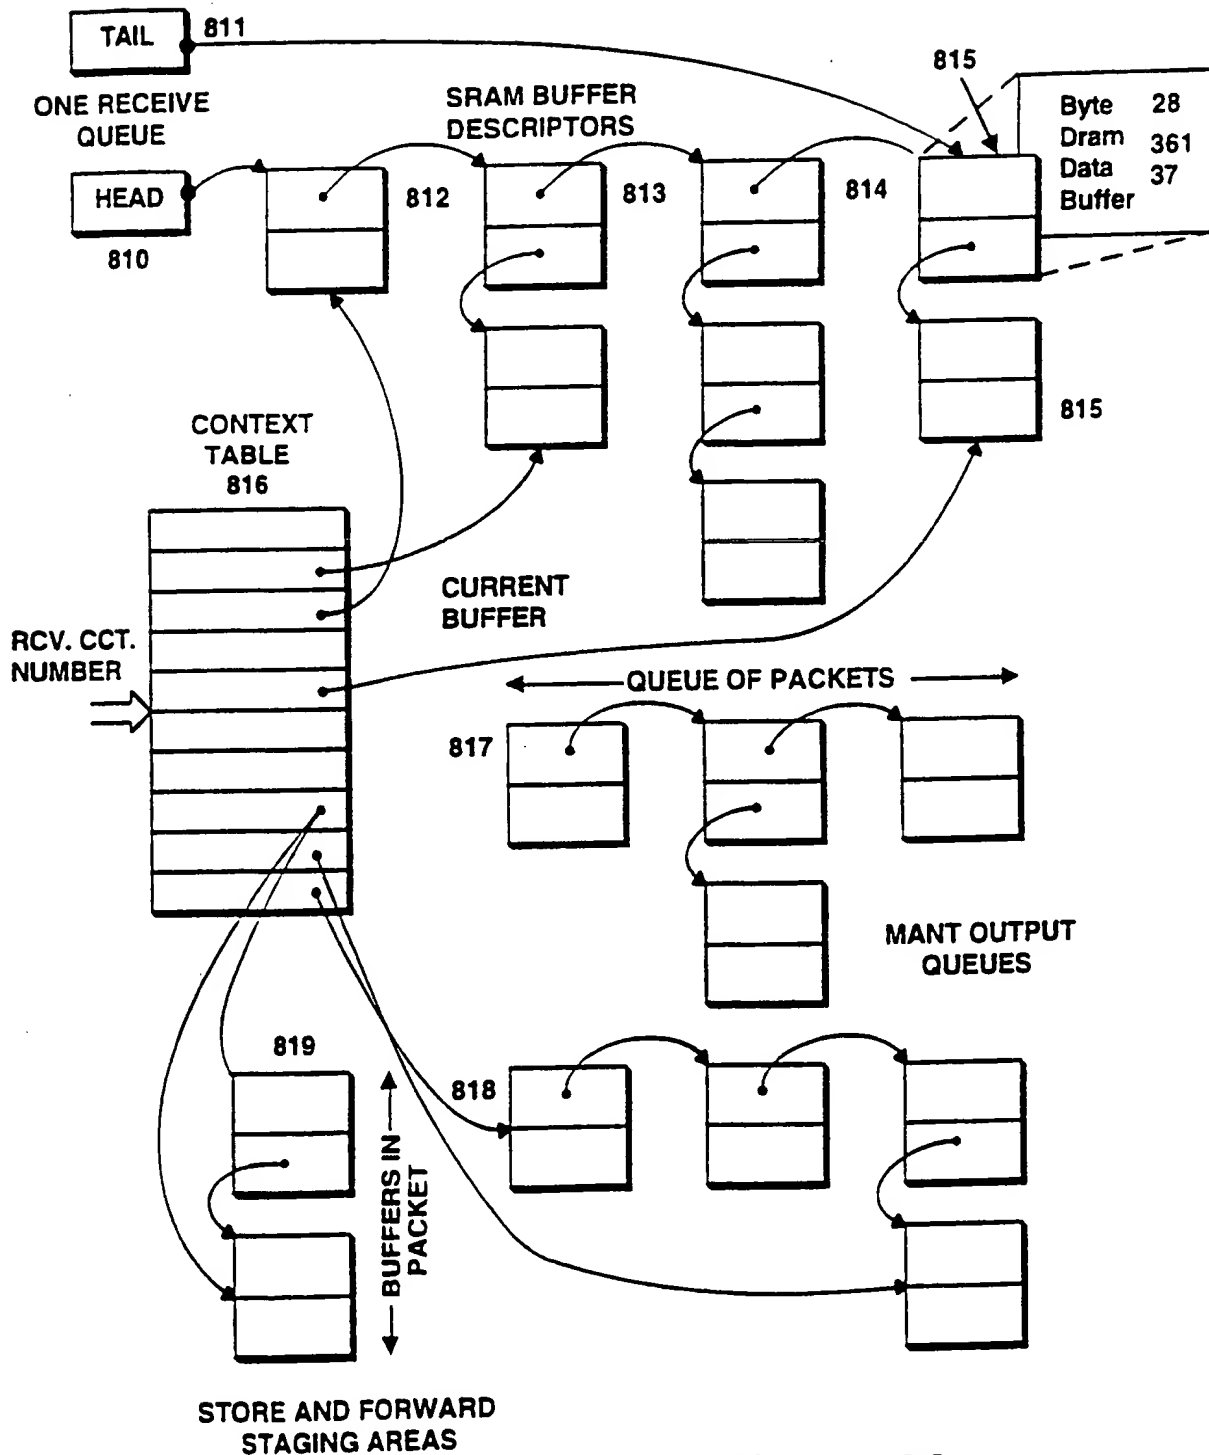 TAIL
811
ONE RECEIVE
QUEUE
HEAD
810
SRAM BUFFER
DESCRIPTORS
812
813
814
815
Byte 28
Dram 361
Data 37
Buffer
815
CONTEXT
TABLE
816
CURRENT
BUFFER
RCV. CCT.
NUMBER
QUEUE OF PACKETS
817
MANT OUTPUT
QUEUES
818
819
BUFFERS IN
PACKET
STORE AND FORWARD
STAGING AREAS